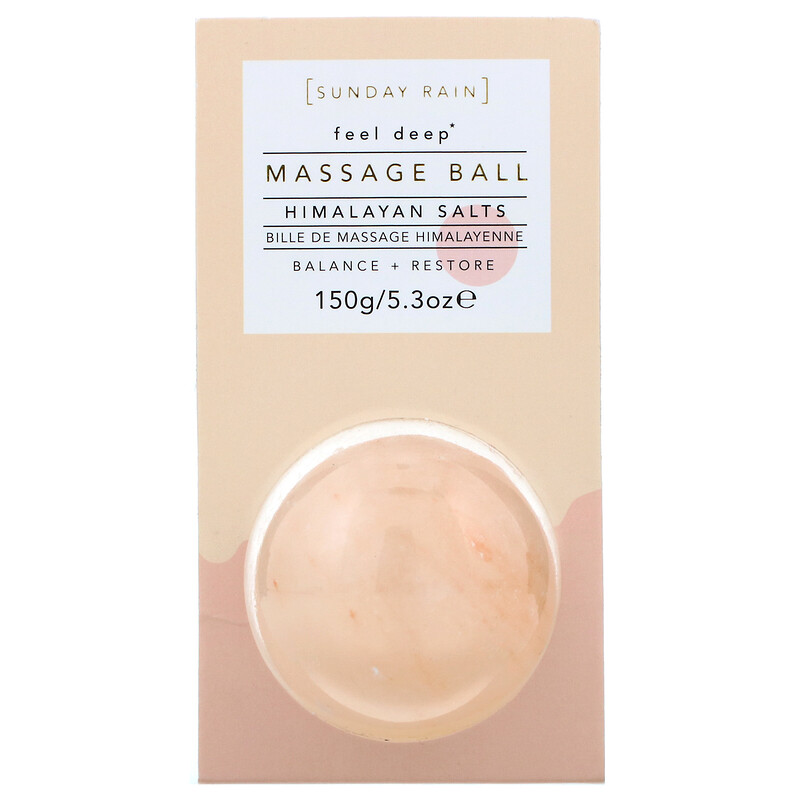 [SUNDAY RAIN]
feel deep*
MASSAGE BALL
HIMALAYAN SALTS
BILLE DE MASSAGE HIMALAYENNE
BALANCE + RESTORE
150g/5.3oz℮